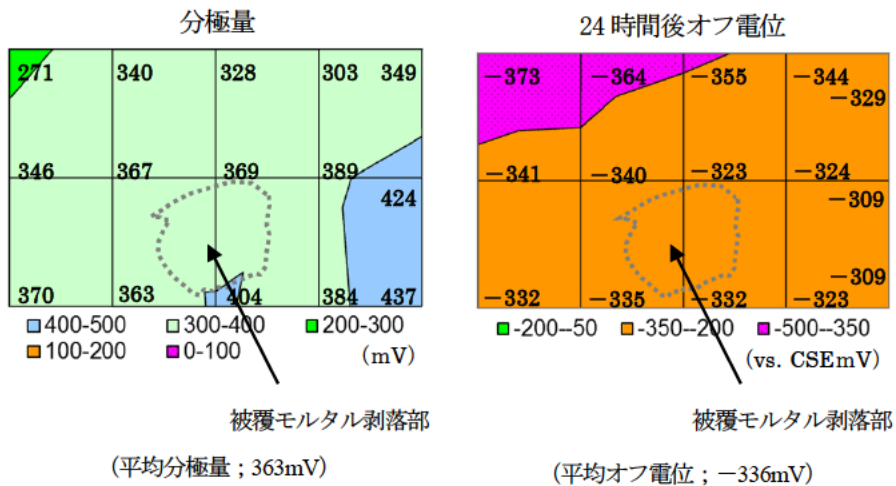 分極量
271 340 328 303 349
346 367 369 389
424
370 363 404 384 437
400-500 300-400 200-300
100-200 0-100 (mV)
被覆モルタル剥落部
(平均分極量；363mV)
24時間後オフ電位
−373 −364 −355 −344
−329
−341 −340 −323 −324
−309
−309
−332 −335 −332 −323
-200--50 -350--200 -500--350
(vs. CSEmV)
被覆モルタル剥落部
(平均オフ電位；−336mV)